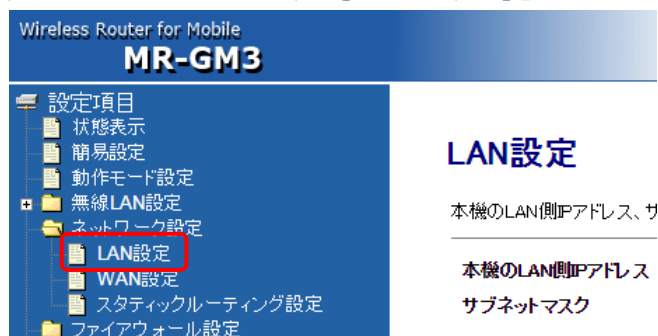 Wireless Router for Mobile
MR-GM3
設定項目
状態表示
簡易設定
動作モード設定
無線LAN設定
ネットワーク設定
LAN設定
WAN設定
スタティックルーティング設定
ファイアウォール設定
LAN設定
本機のLAN側IPアドレス、サ
本機のLAN側IPアドレス
サブネットマスク